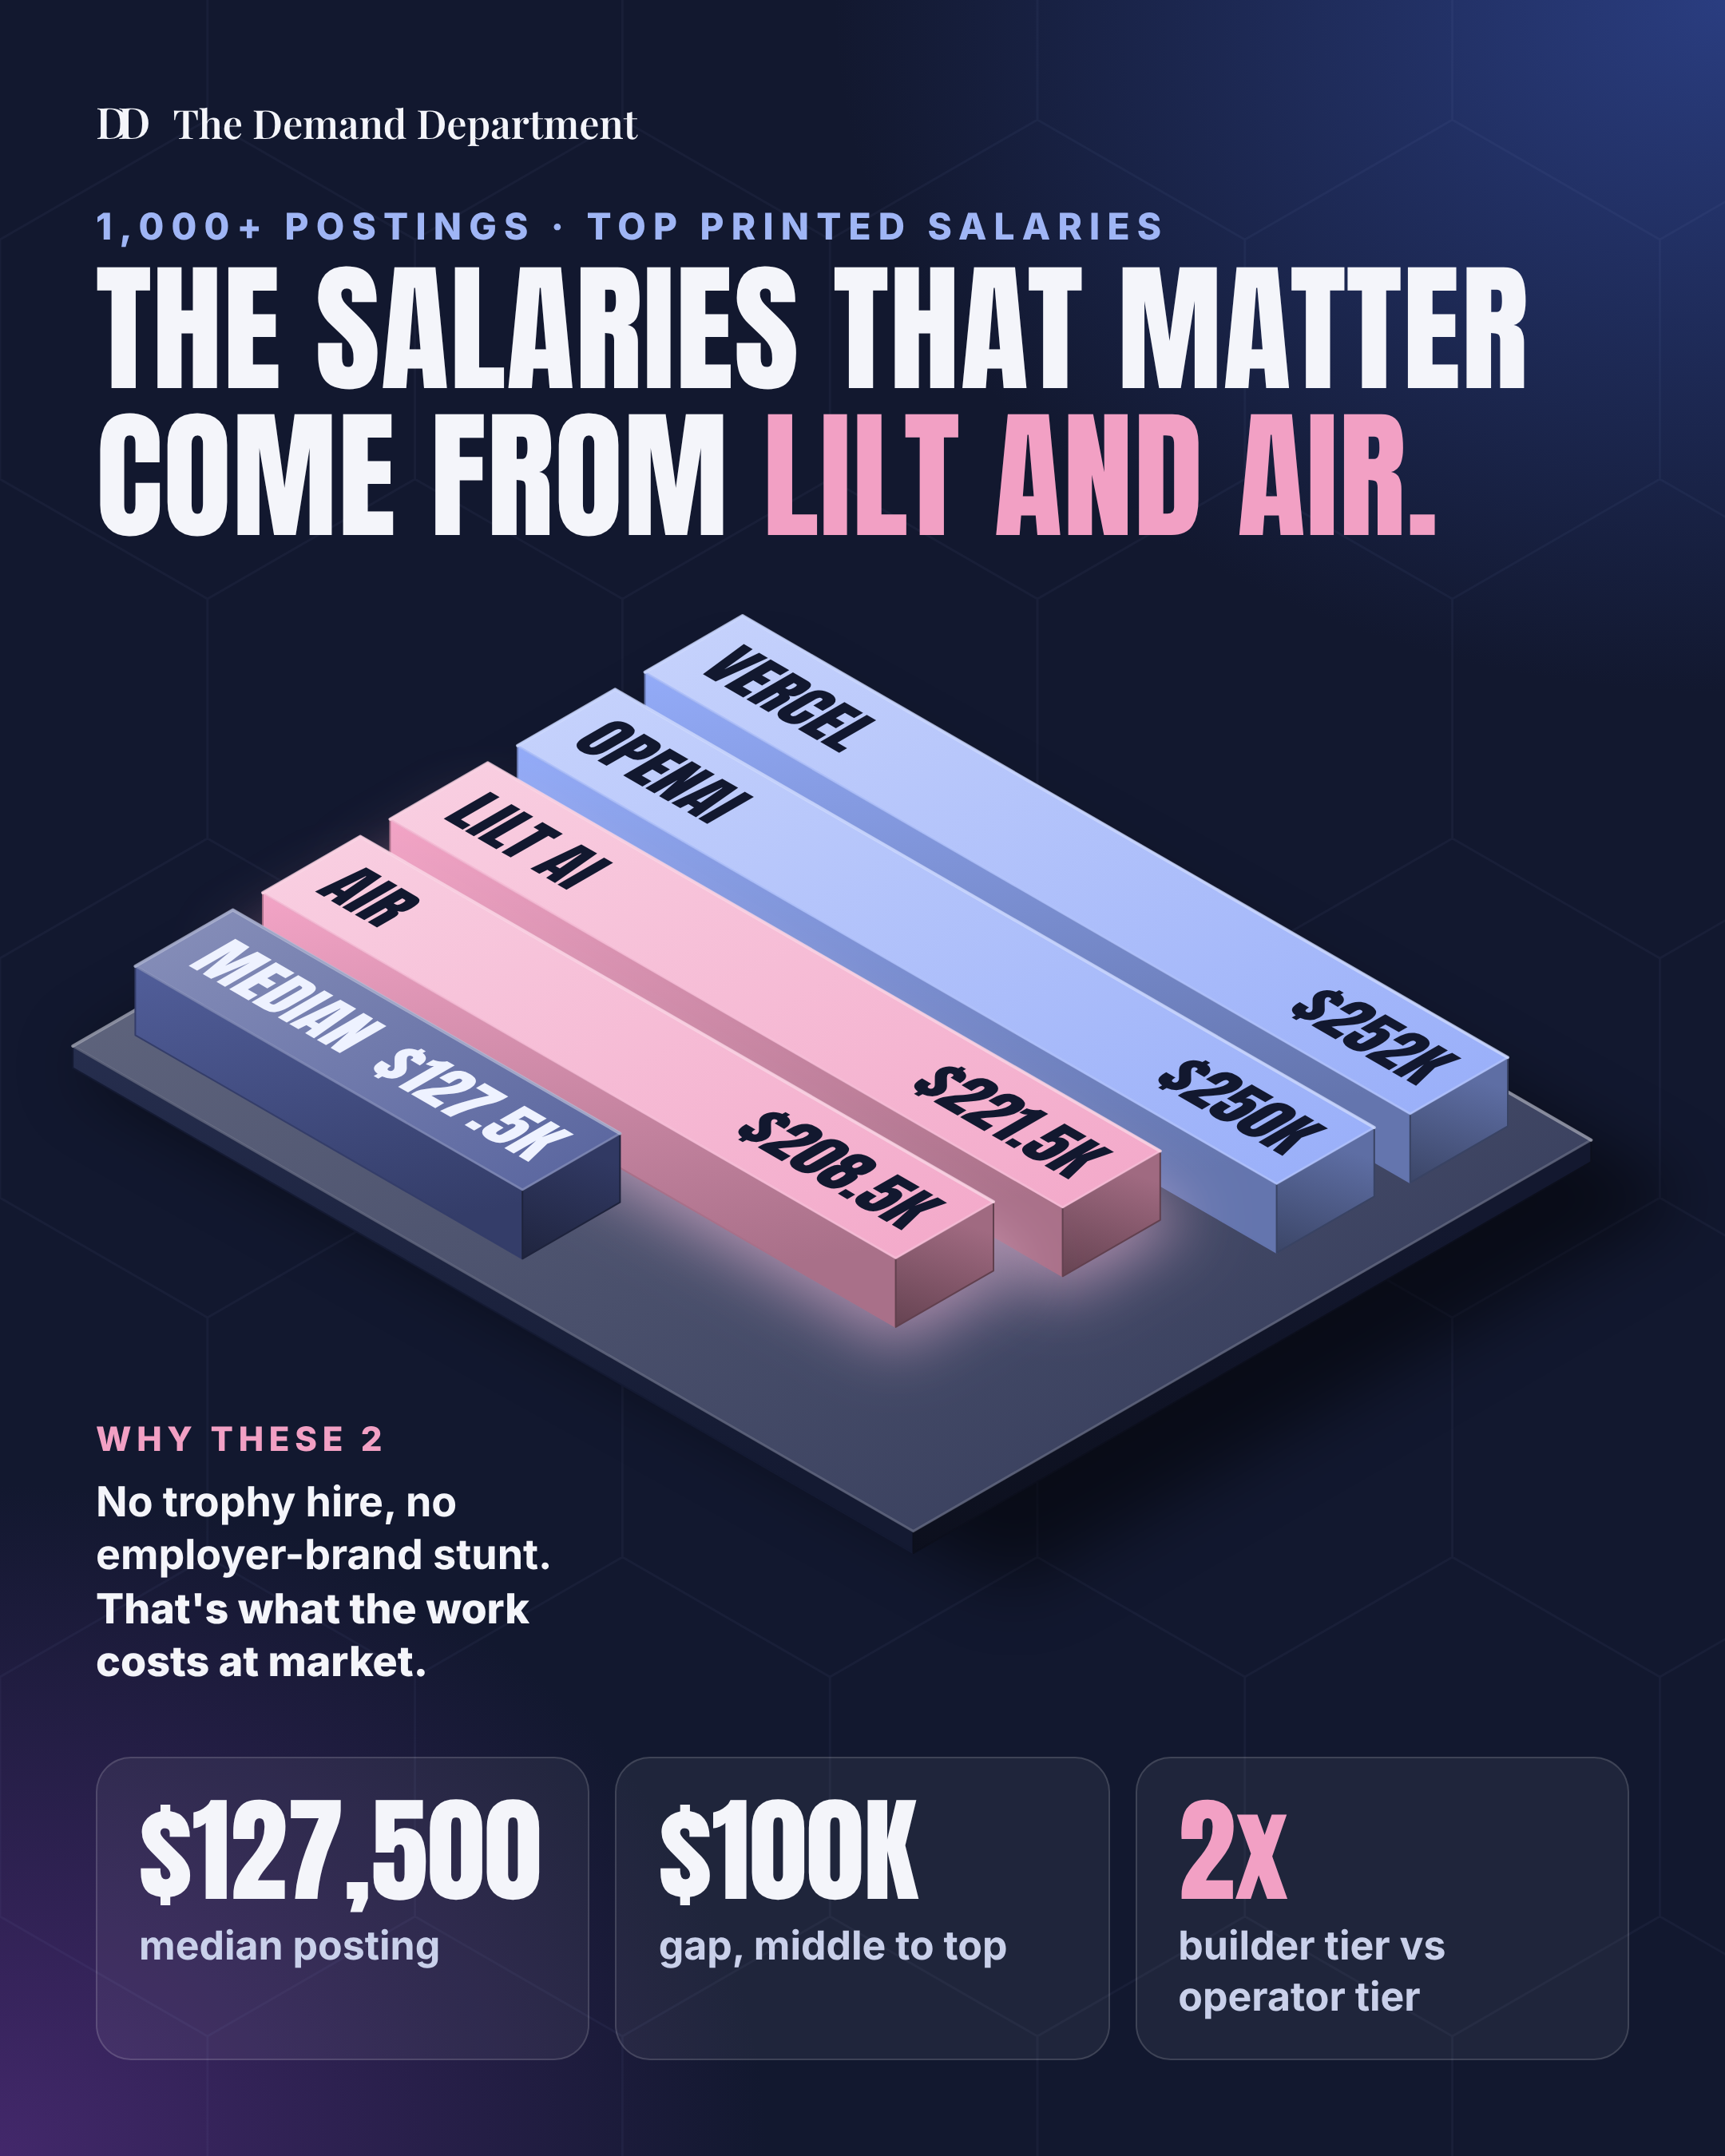 DD The Demand Department
1,000+ POSTINGS · TOP PRINTED SALARIES
THE SALARIES THAT MATTER
COME FROM LILT AND AIR.
VERCEL $252K
OPENAI $250K
LILT AI $221.5K
AIR $208.5K
MEDIAN $127.5K
WHY THESE 2
No trophy hire, no
employer-brand stunt.
That's what the work
costs at market.
$127,500
median posting
$100K
gap, middle to top
2x
builder tier vs
operator tier